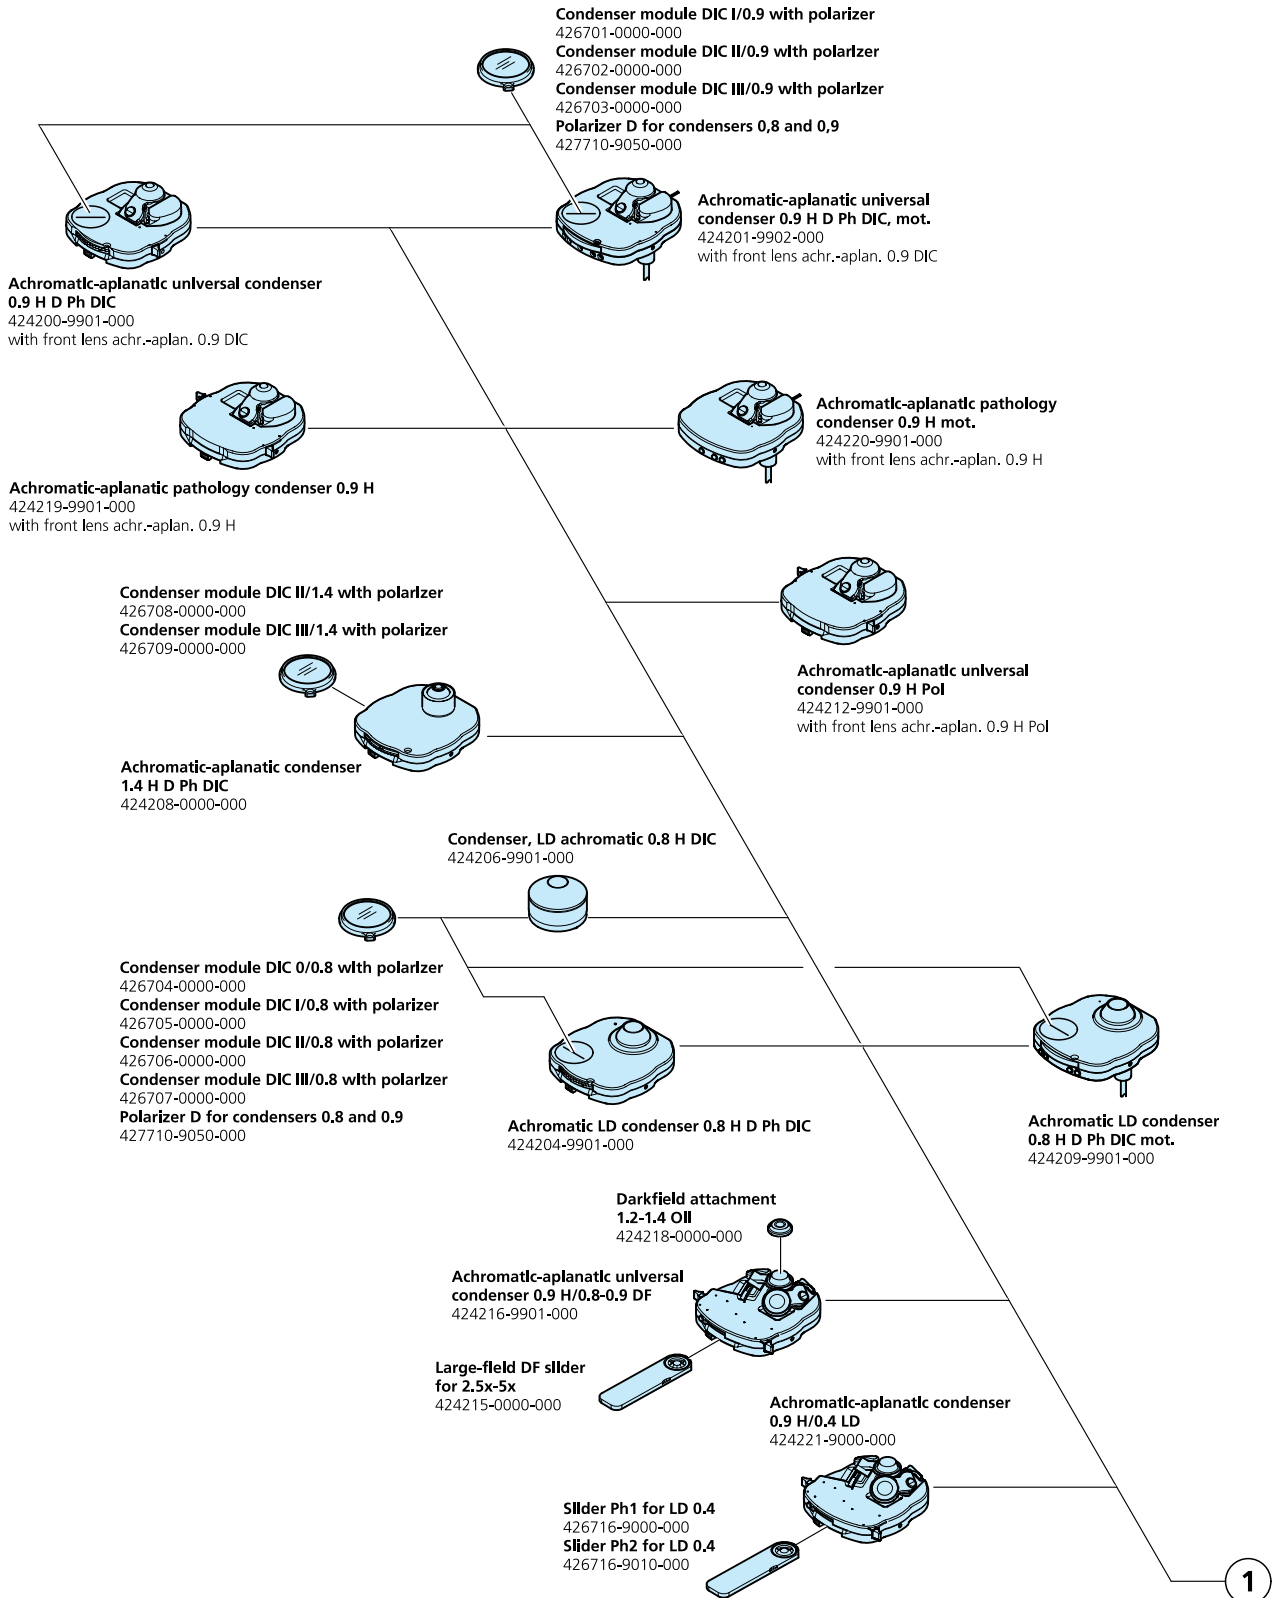 Condenser module DIC I/0.9 with polarizer
426701-0000-000
Condenser module DIC II/0.9 with polarizer
426702-0000-000
Condenser module DIC III/0.9 with polarizer
426703-0000-000
Polarizer D for condensers 0,8 and 0,9
427710-9050-000
Achromatic-aplanatic universal
condenser 0.9 H D Ph DIC, mot.
424201-9902-000
with front lens achr.-aplan. 0.9 DIC
Achromatic-aplanatic universal condenser
0.9 H D Ph DIC
424200-9901-000
with front lens achr.-aplan. 0.9 DIC
Achromatic-aplanatic pathology
condenser 0.9 H mot.
424220-9901-000
with front lens achr.-aplan. 0.9 H
Achromatic-aplanatic pathology condenser 0.9 H
424219-9901-000
with front lens achr.-aplan. 0.9 H
Condenser module DIC II/1.4 with polarizer
426708-0000-000
Condenser module DIC III/1.4 with polarizer
426709-0000-000
Achromatic-aplanatic universal
condenser 0.9 H Pol
424212-9901-000
with front lens achr.-aplan. 0.9 H Pol
Achromatic-aplanatic condenser
1.4 H D Ph DIC
424208-0000-000
Condenser, LD achromatic 0.8 H DIC
424206-9901-000
Condenser module DIC 0/0.8 with polarizer
426704-0000-000
Condenser module DIC I/0.8 with polarizer
426705-0000-000
Condenser module DIC II/0.8 with polarizer
426706-0000-000
Condenser module DIC III/0.8 with polarizer
426707-0000-000
Polarizer D for condensers 0.8 and 0.9
427710-9050-000
Achromatic LD condenser 0.8 H D Ph DIC
424204-9901-000
Achromatic LD condenser
0.8 H D Ph DIC mot.
424209-9901-000
Darkfield attachment
1.2-1.4 Oil
424218-0000-000
Achromatic-aplanatic universal
condenser 0.9 H/0.8-0.9 DF
424216-9901-000
Large-field DF slider
for 2.5x-5x
424215-0000-000
Achromatic-aplanatic condenser
0.9 H/0.4 LD
424221-9000-000
Slider Ph1 for LD 0.4
426716-9000-000
Slider Ph2 for LD 0.4
426716-9010-000
1